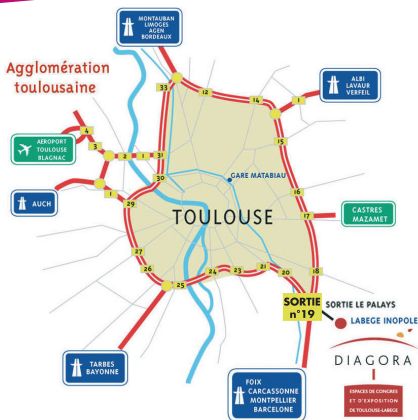 MONTAUBAN
LIMOGES
AGEN
BORDEAUX
Agglomération
toulousaine
33
12
14
1
ALBI
LAVAUR
VERFEIL
4
3
2
1
31
15
AEROPORT
TOULOUSE
BLAGNAC
30
GARE MATABIAU
16
AUCH
1
29
TOULOUSE
17
CASTRES
MAZAMET
27
26
25
24
23
21
20
18
SORTIE
n°19
SORTIE LE PALAYS
LABEGE INOPOLE
TARBES
BAYONNE
FOIX
CARCASSONNE
MONTPELLIER
BARCELONE
DIAGORA
ESPACES DE CONGRES
ET D'EXPOSITION
DE TOULOUSE-LABEGE